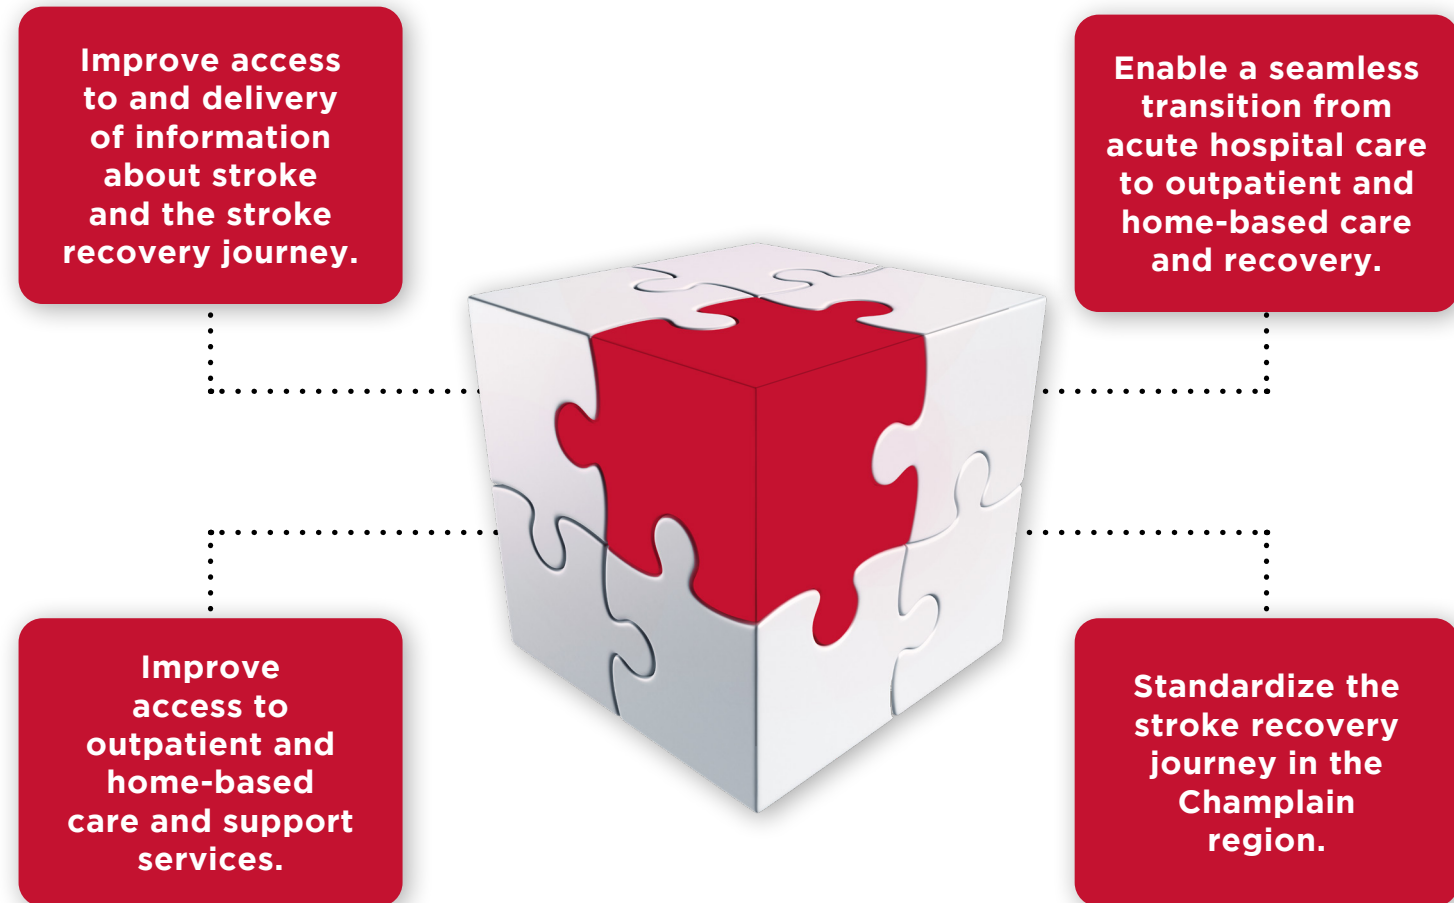 Improve access
to and delivery
of information
about stroke
and the stroke
recovery journey.
Enable a seamless
transition from
acute hospital care
to outpatient and
home-based care
and recovery.
Improve
access to
outpatient and
home-based
care and support
services.
Standardize the
stroke recovery
journey in the
Champlain
region.